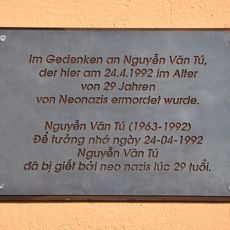 Im Gedenken an Nguyễn Văn Tú,
der hier am 24.4.1992 im Alter
von 29 Jahren
von Neonazis ermordet wurde.
Nguyễn Văn Tú (1963-1992)
Để tưởng nhớ ngày 24-04-1992
Nguyễn Văn Tú
đã bị giết bởi neo nazis lúc 29 tuổi.